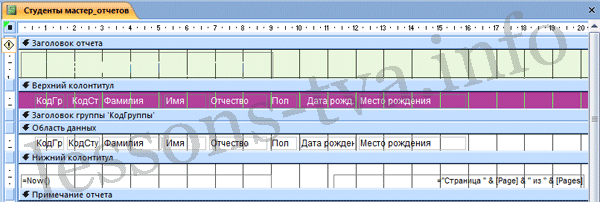 Студенты мастер_отчетов
1 2 3 4 5 6 7 8 9 10 11 12 13 14 15 16 17 18 19 20
Заголовок отчета
Верхний колонтитул
КодГр КодСт Фамилия Имя Отчество Пол Дата рожд. Место рождения
Заголовок группы 'КодГруппы'
Область данных
КодГр КодСту Фамилия Имя Отчество Пол Дата рожден Место рождения
Нижний колонтитул
=Now() ="Страница " & [Page] & " из " & [Pages]
Примечание отчета
lessons-tva.info